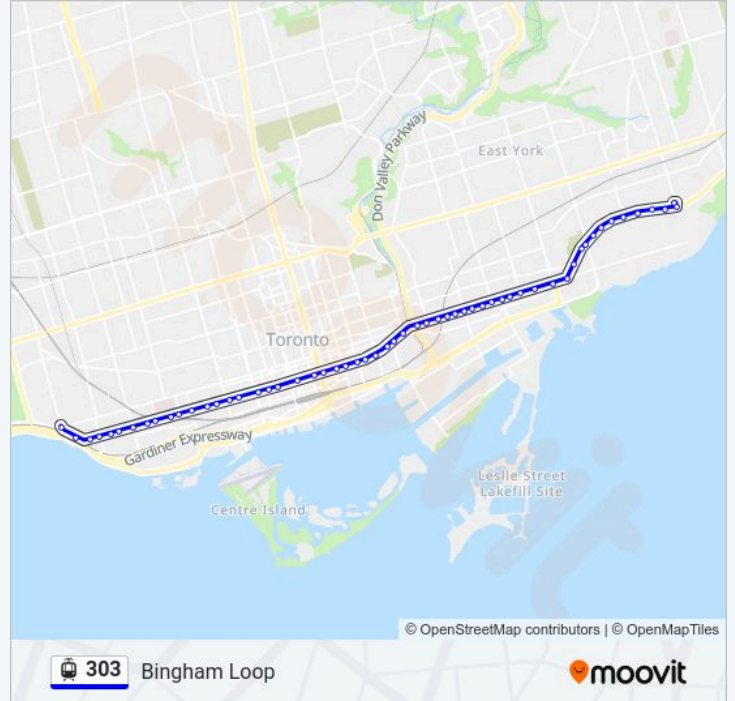 East York
Don Valley Parkway
Toronto
Gardiner Expressway
Leslie Street
Lakefill Site
Centre Island
© OpenStreetMap contributors | © OpenMapTiles
303 Bingham Loop
moovit